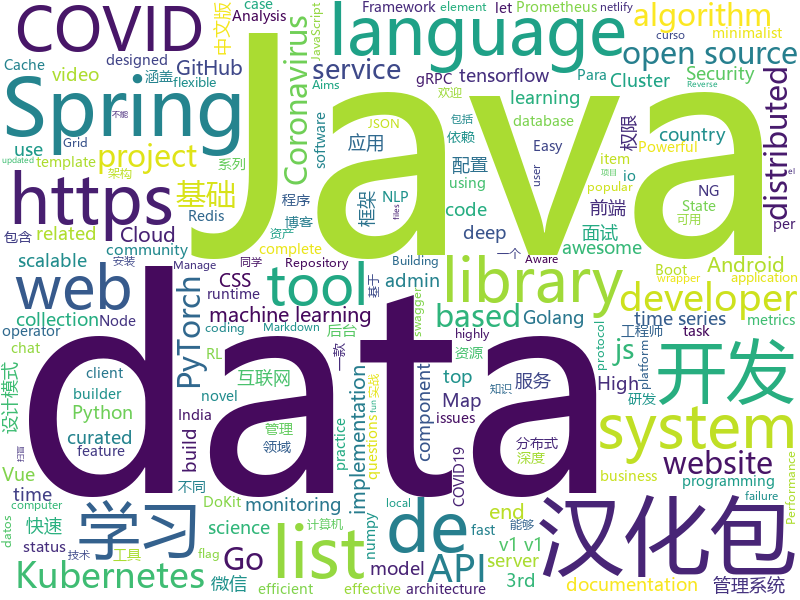 COVID
Java
language
中文版
Analysis
case
designed
Cache
涵盖
flexible
video
GitHub
Coronavirus
service
Framework
let
element
Prometheus
netlify
JavaScript
Para
gRPC
tensorflow
Cluster
欢迎
algorithm
minimalist
curso
open source
Reverse
Security
database
不能
Spring
software
learning
JSON
包括
Aims
country
权限
distributed
Grid
updated
template
use
系列
project
Easy
依赖
应用
Powerful
item
io
using
popular
user
NG
架构
https
基础
配置
框架
NLP
code
前端
State
可用
项目
包含
related
程序
博客
Redis
资产
Cloud
scalable
community
Building
library
面试
awesome
per
files
complete
同学
安装
Repository
一个
Aware
deep
Boot
wrapper
application
web
tool
developer
Android
CSS
runtime
Manage
基于
based
Golang
time series
工程师
task
metrics
machine learning
coding
highly
collection
Node
operator
chat
Markdown
PyTorch
RL
后台
一款
资源
admin
swagger
js
protocol
platform
设计模式
builder
client
互联网
implementation
client
component
High
服务
研发
开发
Python
novel
practice
Map
top
issues
实战
fun
知识
data
de
system
curated
India
管理
questions
website
Vue
feature
build
领域
COVID19
programming
time
不同
monitoring
分布式
business
datos
学习
DoKit
science
end
深度
failure
快速
status
Go
list
API
汉化包
技术
numpy
fast
v1 v1
计算机
server
能够
local
扫描
computer
Kubernetes
flag
工具
微信
model
3rd
el
efficient
effective
architecture
documentation
管理系统
Performance